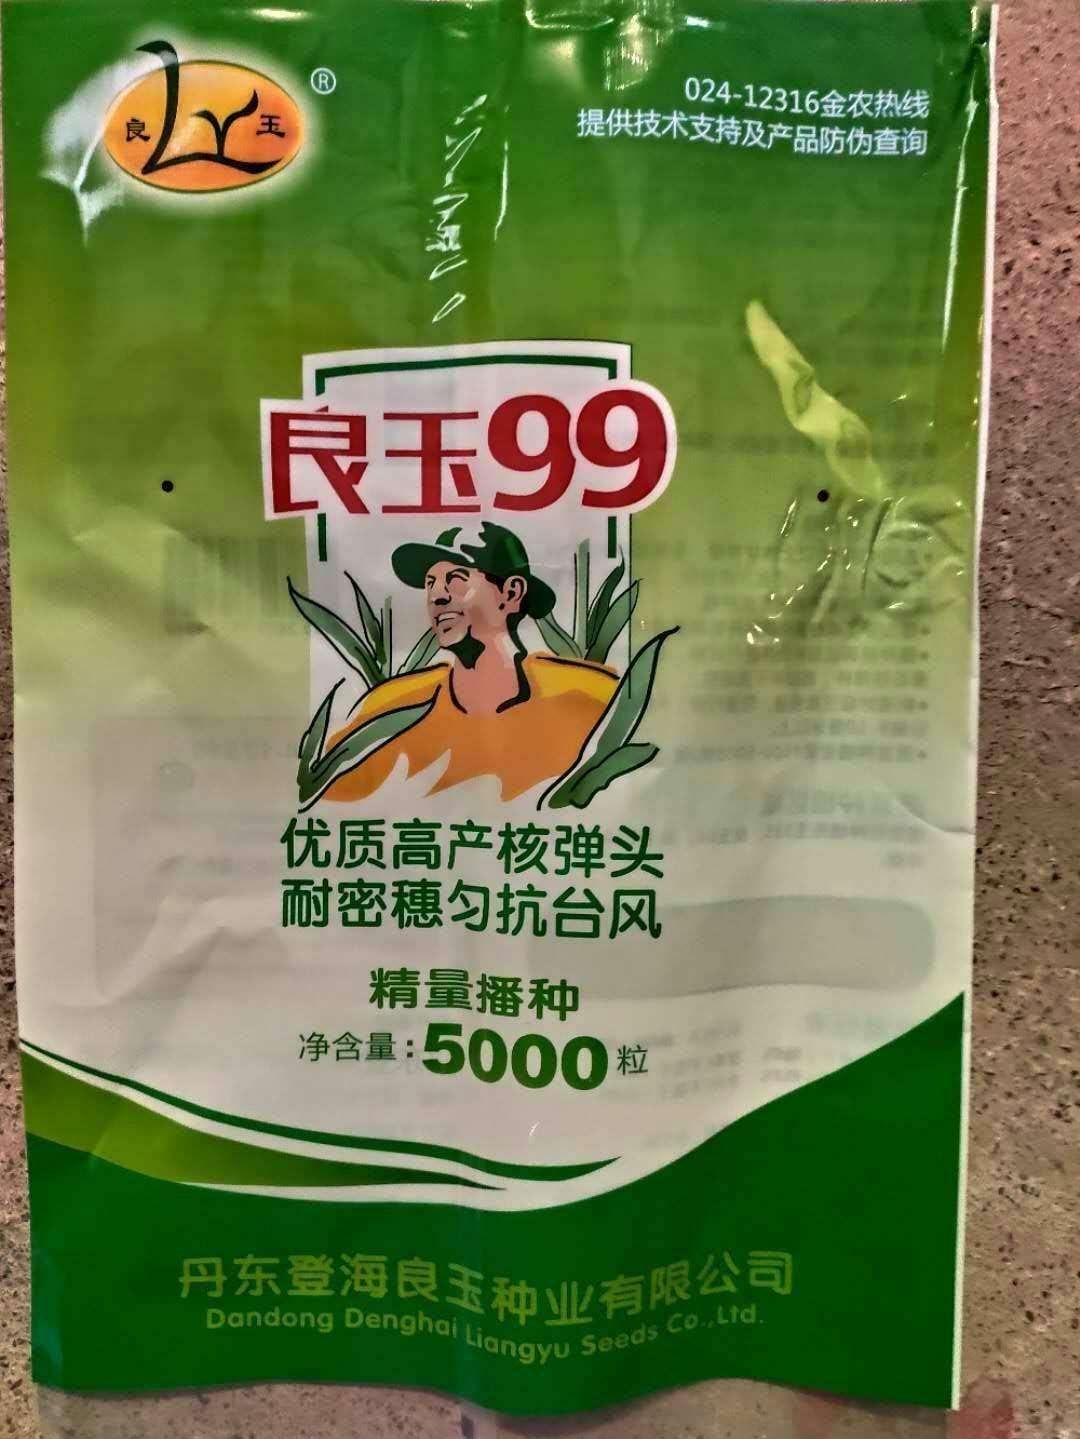 良玉
®
024-12316金农热线
提供技术支持及产品防伪查询
良玉99
优质高产核弹头
耐密穗匀抗台风
精量播种
净含量:5000粒
丹东登海良玉种业有限公司
Dandong Denghai Liangyu Seeds Co.,Ltd.